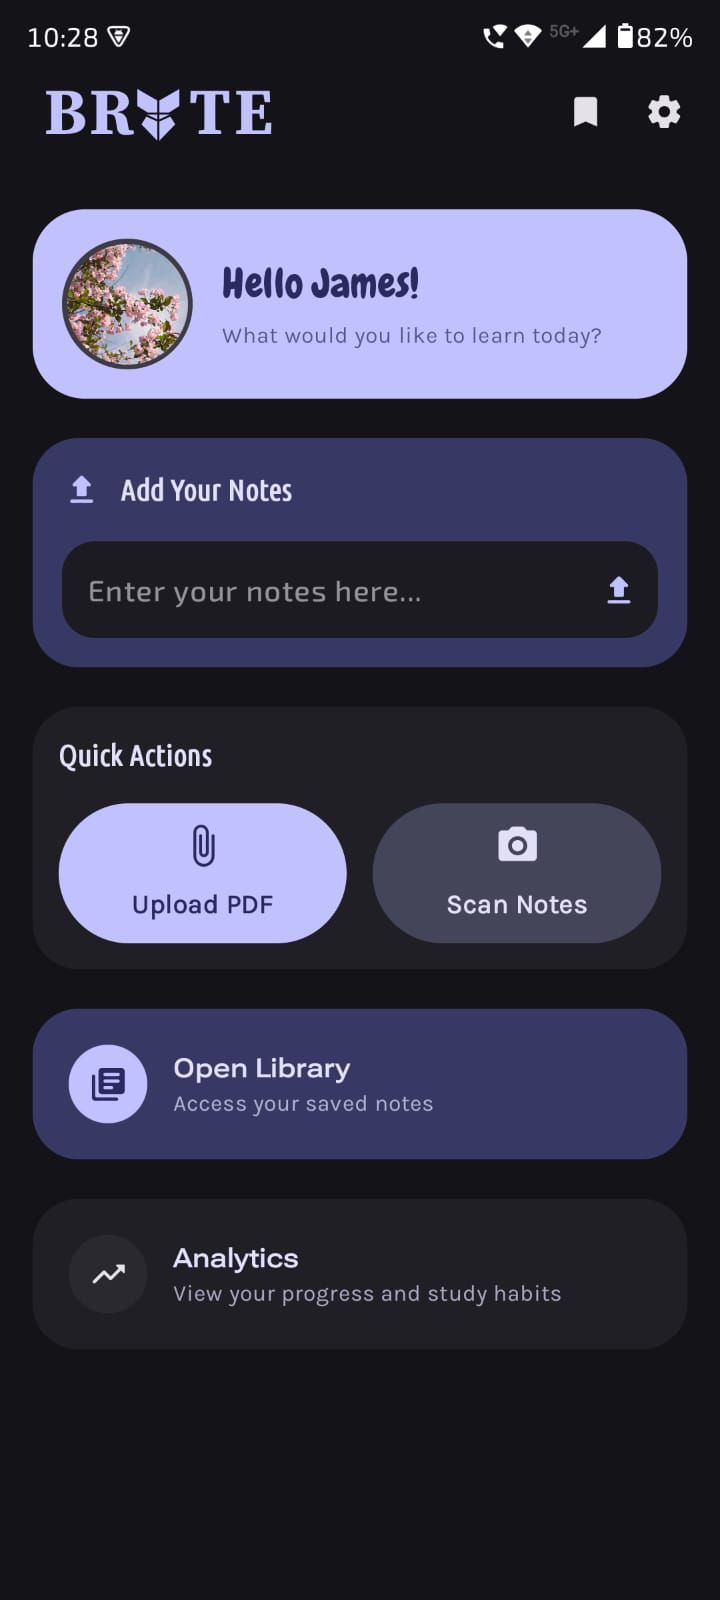 10:28
5G+
82%
BRYTE
Hello James!
What would you like to learn today?
Add Your Notes
Enter your notes here...
Quick Actions
Upload PDF
Scan Notes
Open Library
Access your saved notes
Analytics
View your progress and study habits